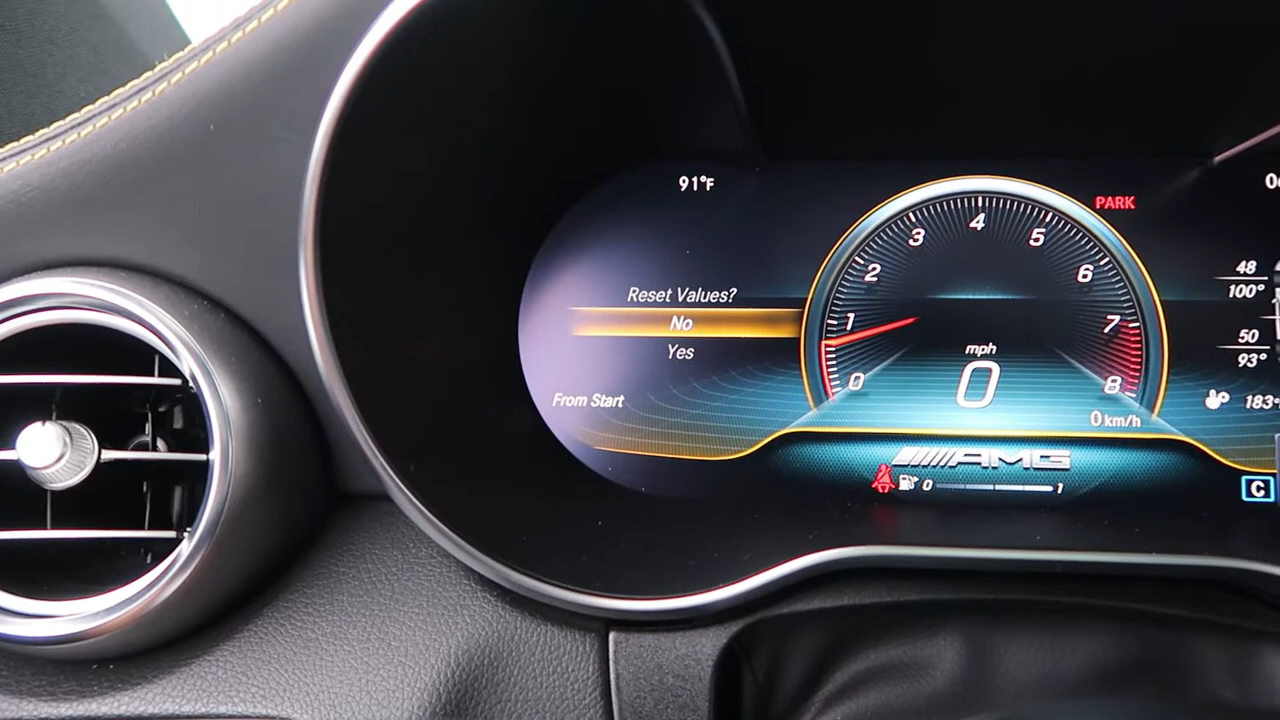 91°F
Reset Values?
No
Yes
From Start
0
1
2
3
4
5
6
7
8
mph
0
0 km/h
PARK
AMG
0 1
48
100°
50
93°
183°
C